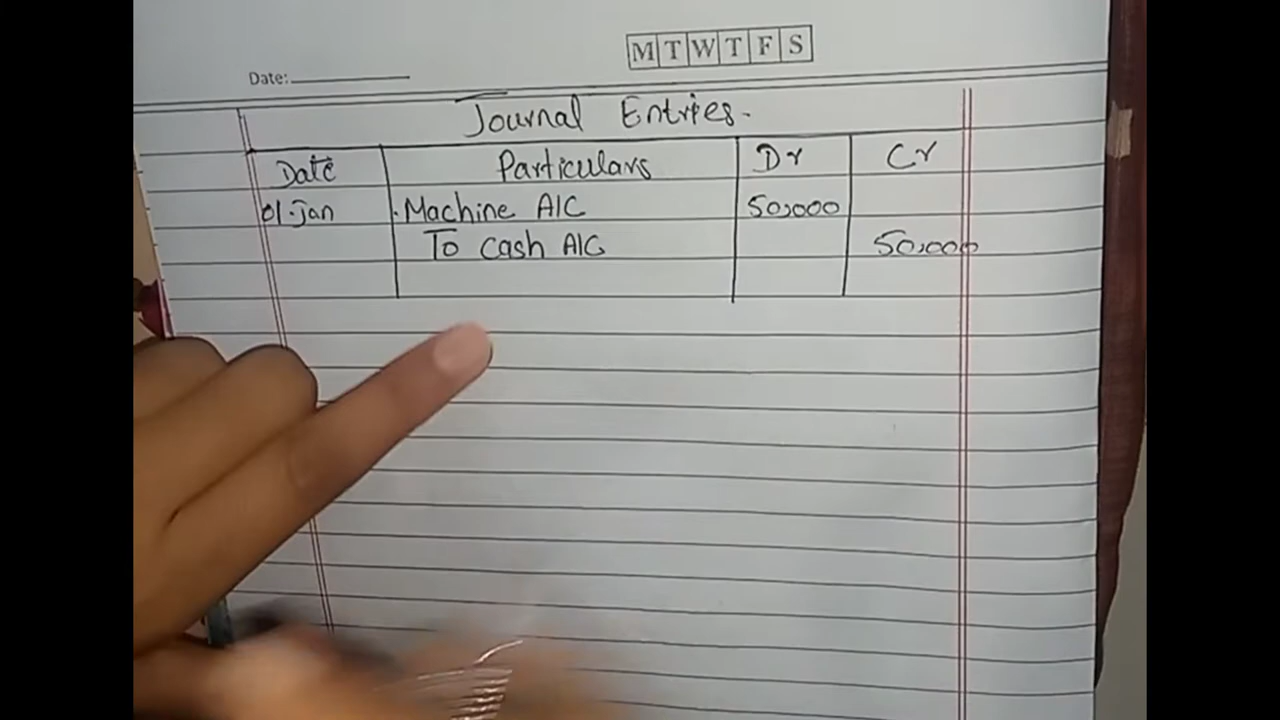 M T W T F S
Date:
Journal Entries.
Date Particulars Dr Cr
01.Jan Machine A/C 50,000
To cash A/C 50,000